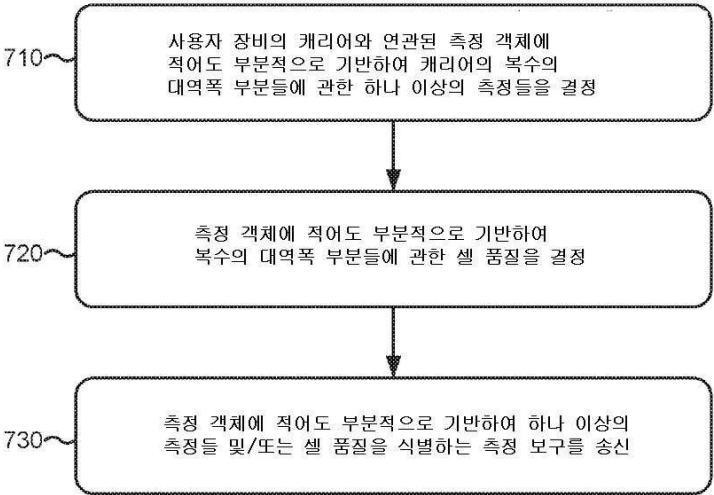 710
사용자 장비의 캐리어와 연관된 측정 객체에
적어도 부분적으로 기반하여 캐리어의 복수의
대역폭 부분들에 관한 하나 이상의 측정들을 결정
720
측정 객체에 적어도 부분적으로 기반하여
복수의 대역폭 부분들에 관한 셀 품질을 결정
730
측정 객체에 적어도 부분적으로 기반하여 하나 이상의
측정들 및/또는 셀 품질을 식별하는 측정 보구를 송신